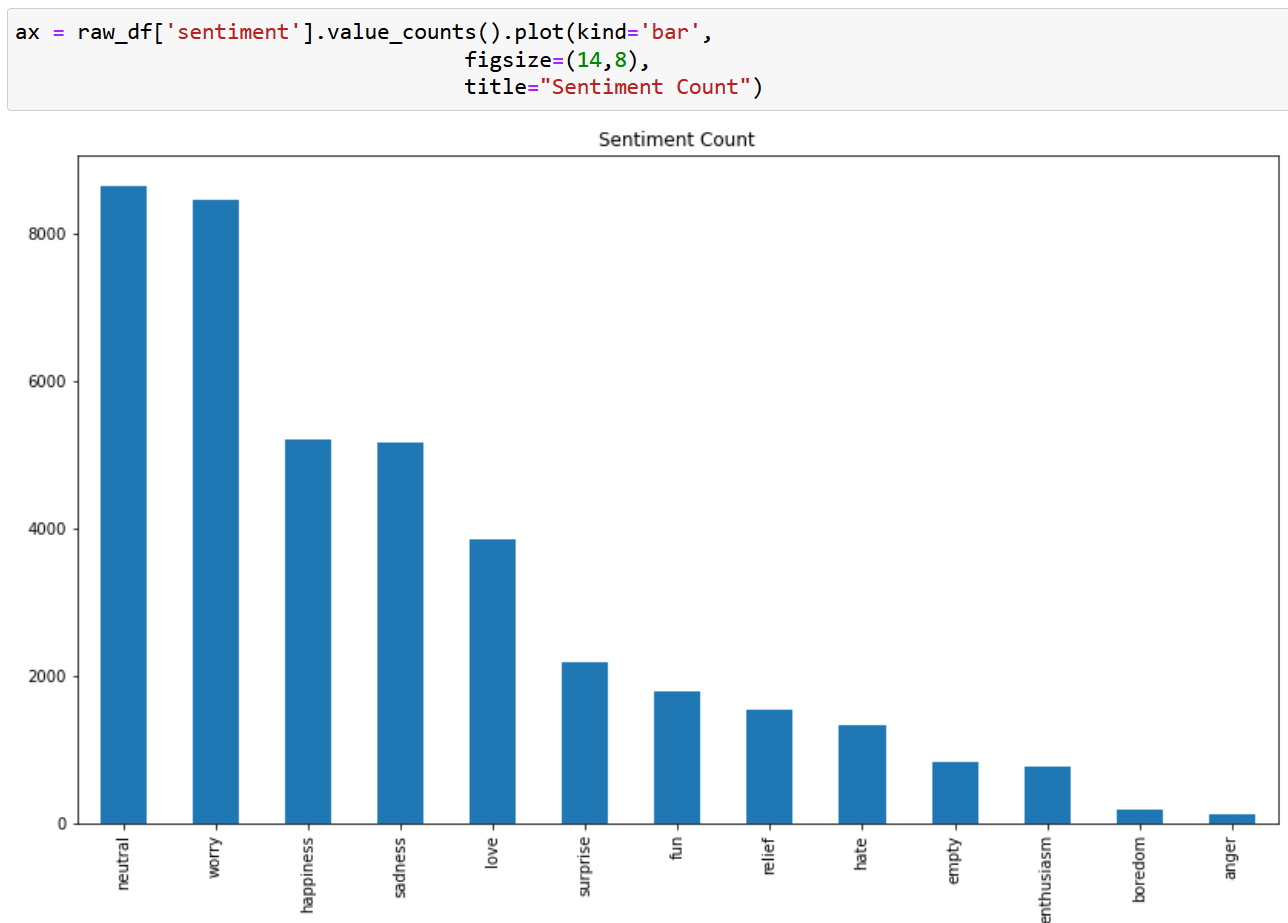 ax = raw_df['sentiment'].value_counts().plot(kind='bar',
figsize=(14,8),
title="Sentiment Count")
Sentiment Count
8000
6000
4000
2000
0
neutral
worry
happiness
sadness
love
surprise
fun
relief
hate
empty
enthusiasm
boredom
anger